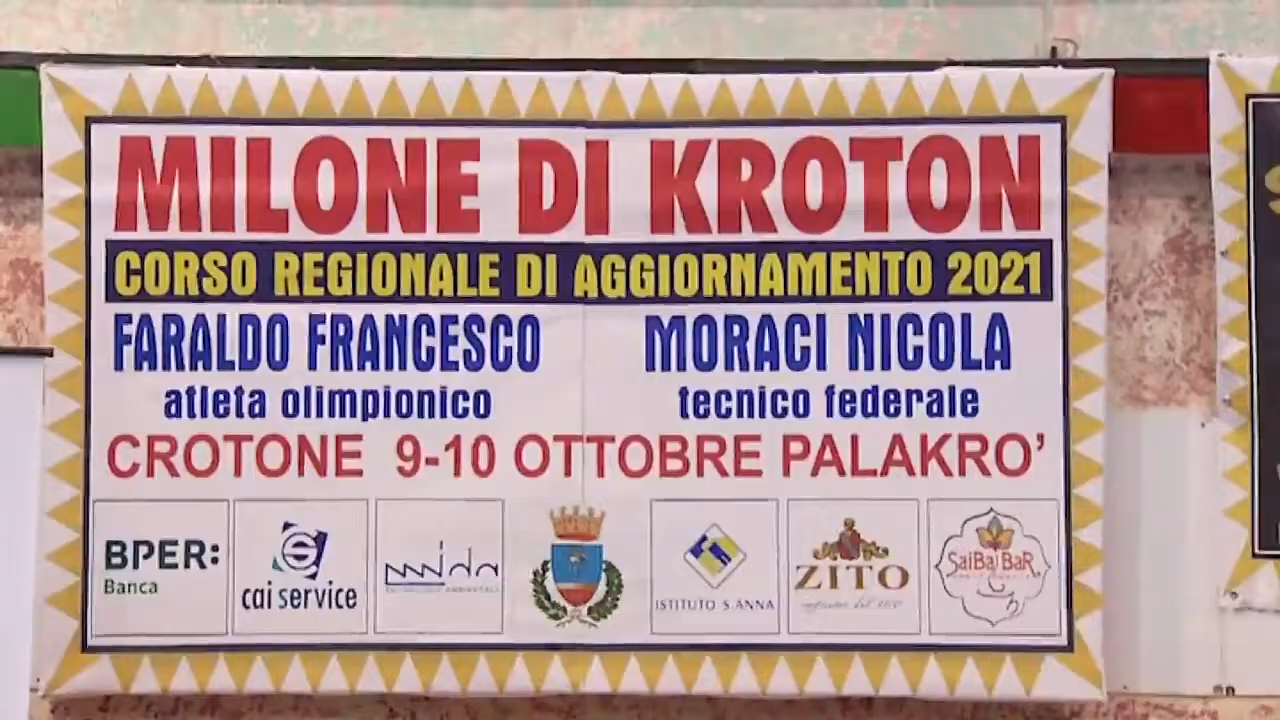 MILONE DI KROTON
CORSO REGIONALE DI AGGIORNAMENTO 2021
FARALDO FRANCESCO
atleta olimpionico
MORACI NICOLA
tecnico federale
CROTONE 9-10 OTTOBRE PALAKRO'
BPER:
Banca
cai service
ISTITUTO S. ANNA
ZITO
SaiBaiBaR